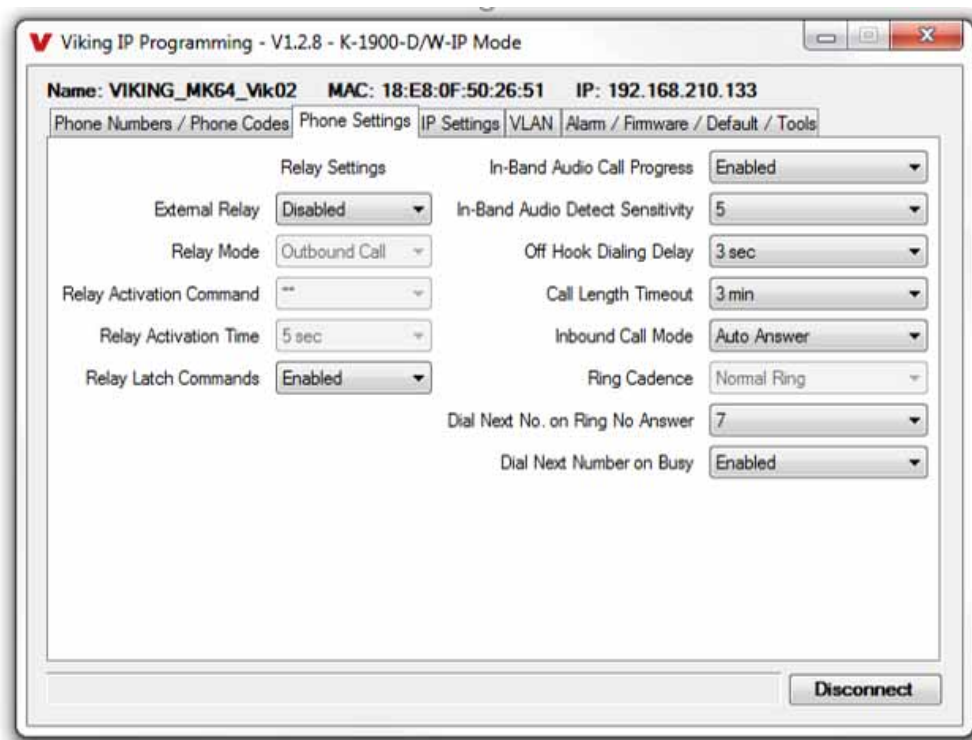 Viking IP Programming - V1.2.8 - K-1900-D/W-IP Mode
Name: VIKING_MK64_Vik02 MAC: 18:E8:0F:50:26:51 IP: 192.168.210.133
Phone Numbers / Phone Codes Phone Settings IP Settings VLAN Alarm / Firmware / Default / Tools
Relay Settings
External Relay Disabled
Relay Mode Outbound Call
Relay Activation Command **
Relay Activation Time 5 sec
Relay Latch Commands Enabled
In-Band Audio Call Progress Enabled
In-Band Audio Detect Sensitivity 5
Off Hook Dialing Delay 3 sec
Call Length Timeout 3 min
Inbound Call Mode Auto Answer
Ring Cadence Normal Ring
Dial Next No. on Ring No Answer 7
Dial Next Number on Busy Enabled
Disconnect